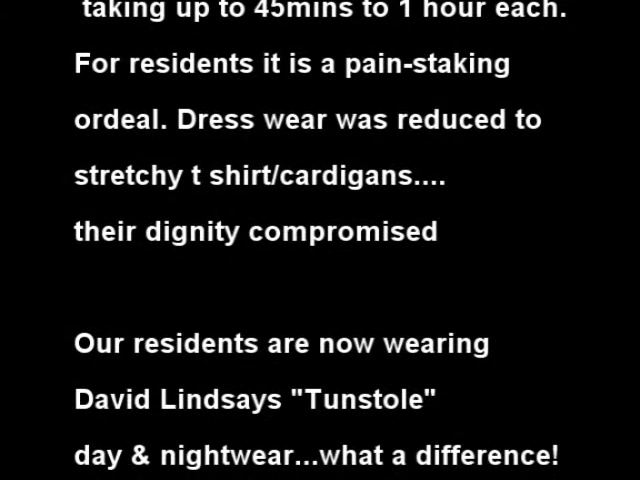 taking up to 45mins to 1 hour each.
For residents it is a pain-staking
ordeal. Dress wear was reduced to
stretchy t shirt/cardigans....
their dignity compromised
Our residents are now wearing
David Lindsays "Tunstole"
day & nightwear...what a difference!